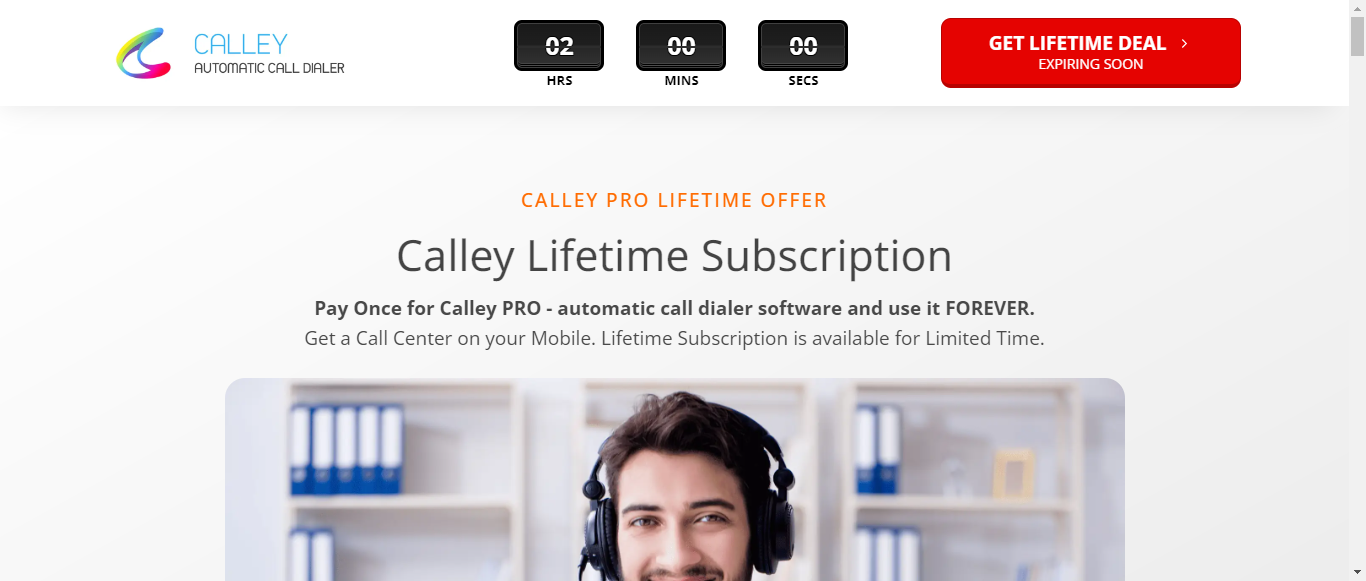 CALLEY
AUTOMATIC CALL DIALER
02
HRS
00
MINS
00
SECS
GET LIFETIME DEAL
EXPIRING SOON
CALLEY PRO LIFETIME OFFER
Calley Lifetime Subscription
Pay Once for Calley PRO - automatic call dialer software and use it FOREVER.
Get a Call Center on your Mobile. Lifetime Subscription is available for Limited Time.